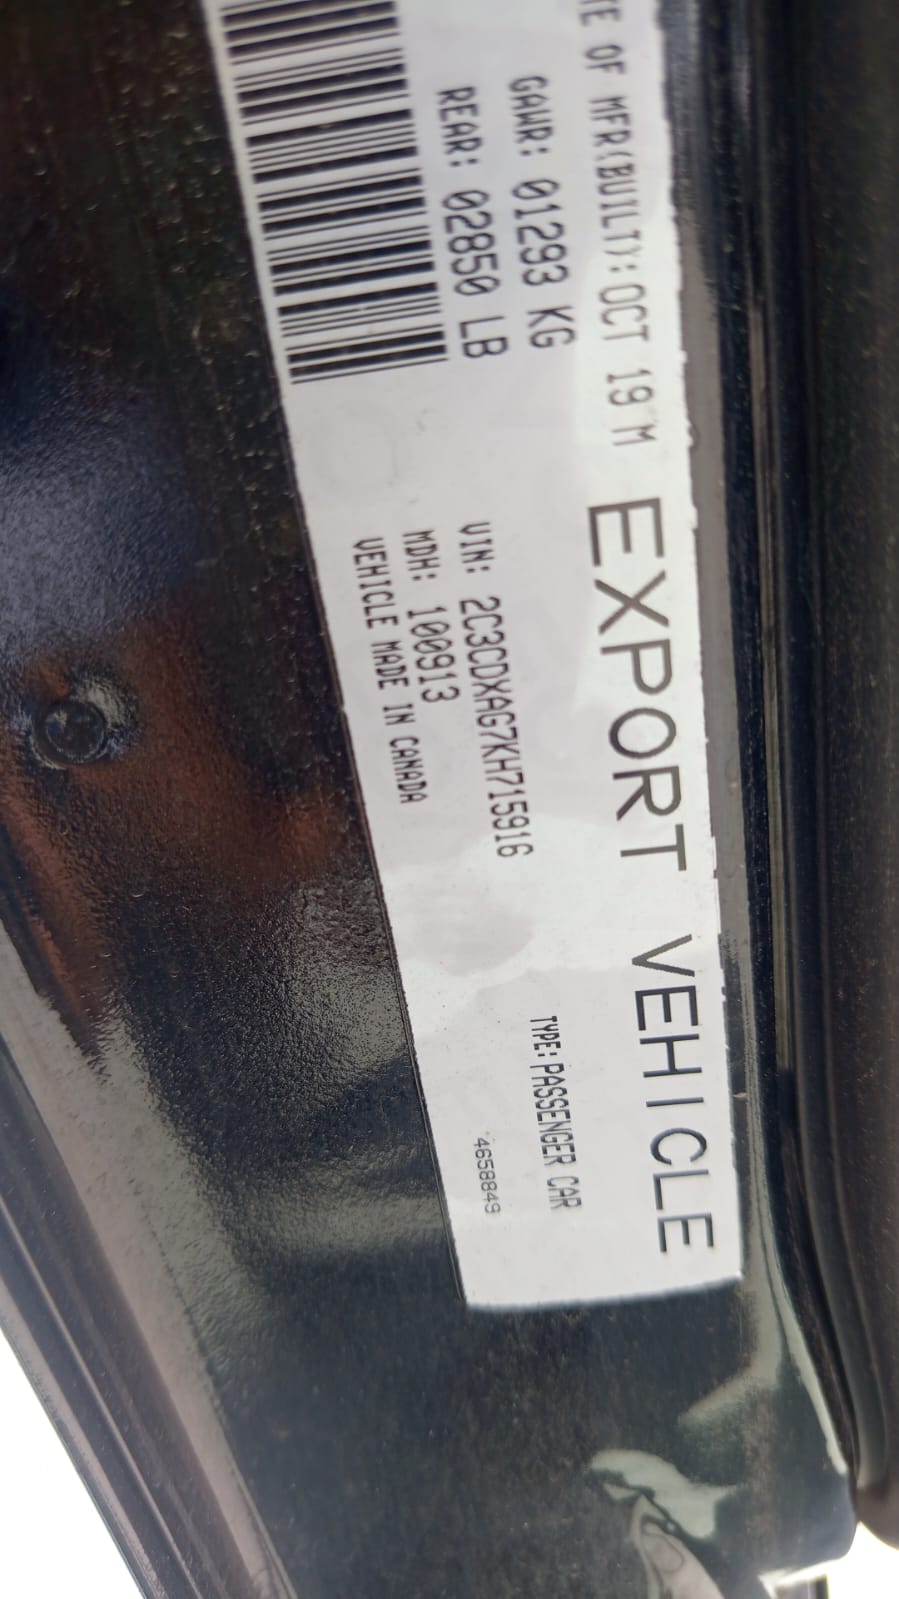 TE OF MFR(BUILT):OCT 19 M
EXPORT VEHICLE
GAWR: 01293 KG
REAR: 02850 LB
VIN: 2C3CDXAG7KH715916
TYPE:PASSENGER CAR
MDH: 100913
VEHICLE MADE IN CANADA
4658849